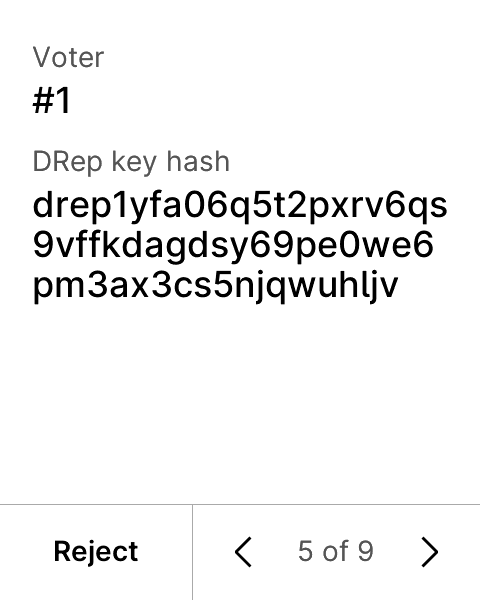 Voter
#1
DRep key hash
drep1yfa06q5t2pxrv6qs
9vffkdagdsy69pe0we6
pm3ax3cs5njqwuhljv
Reject
5 of 9